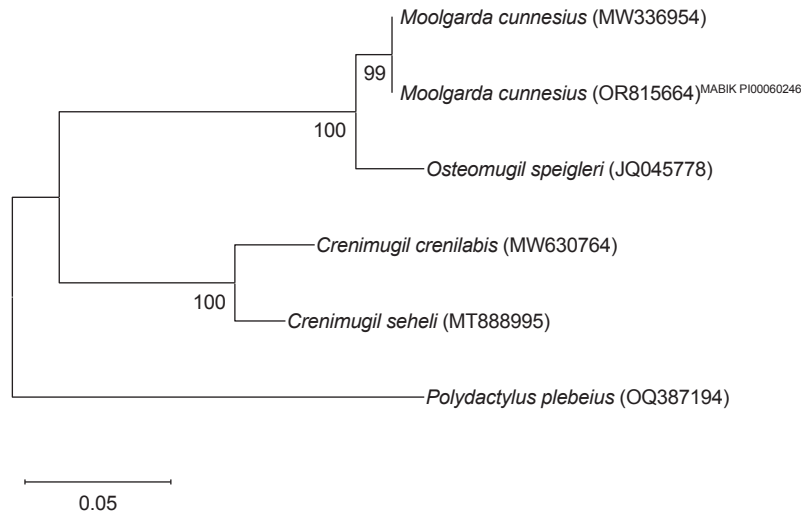 Moolgarda cunnesius (MW336954)
99
Moolgarda cunnesius (OR815664)MABIK PI00060246
100
Osteomugil speigleri (JQ045778)
Crenimugil crenilabis (MW630764)
100
Crenimugil seheli (MT888995)
Polydactylus plebeius (OQ387194)
0.05